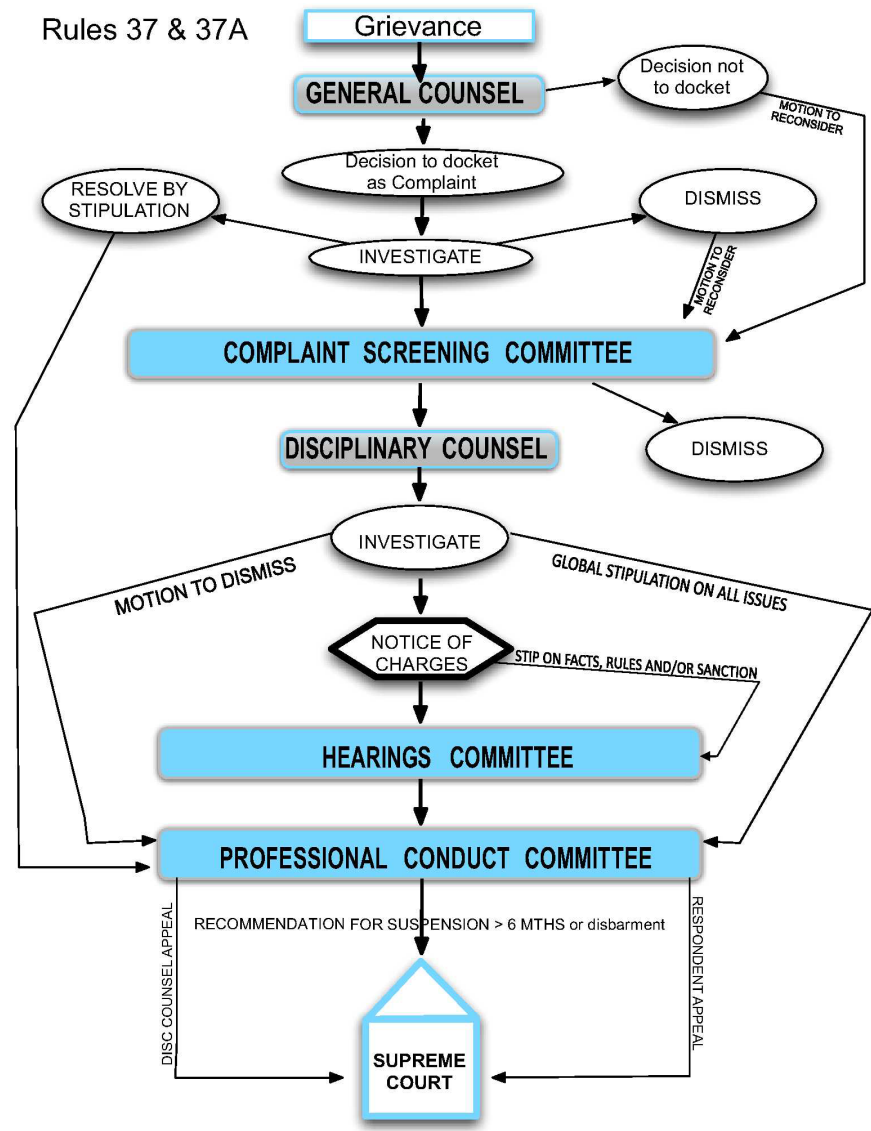 Rules 37 & 37A
Grievance
GENERAL COUNSEL
Decision not
to docket
MOTION TO
RECONSIDER
Decision to docket
as Complaint
RESOLVE BY
STIPULATION
DISMISS
INVESTIGATE
MOTION TO
RECONSIDER
COMPLAINT SCREENING COMMITTEE
DISCIPLINARY COUNSEL
DISMISS
INVESTIGATE
MOTION TO DISMISS
GLOBAL STIPULATION ON ALL ISSUES
NOTICE OF
CHARGES
STIP ON FACTS, RULES AND/OR SANCTION
HEARINGS COMMITTEE
PROFESSIONAL CONDUCT COMMITTEE
DISC COUNSEL APPEAL
RECOMMENDATION FOR SUSPENSION > 6 MTHS or disbarment
RESPONDENT APPEAL
SUPREME
COURT